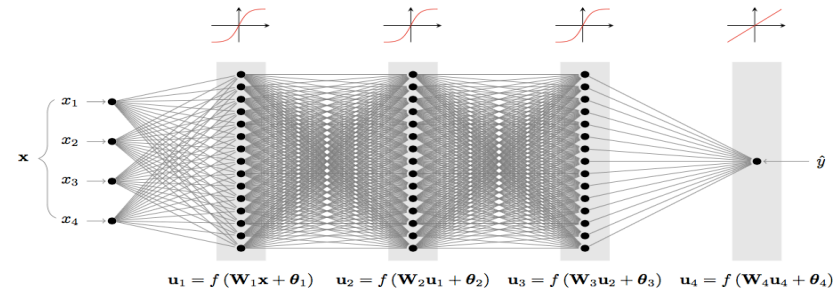 x₁
x₂
x
x₃
x₄
ŷ
u₁ = f (W₁x + θ₁) u₂ = f (W₂u₁ + θ₂) u₃ = f (W₃u₂ + θ₃) u₄ = f (W₄u₄ + θ₄)